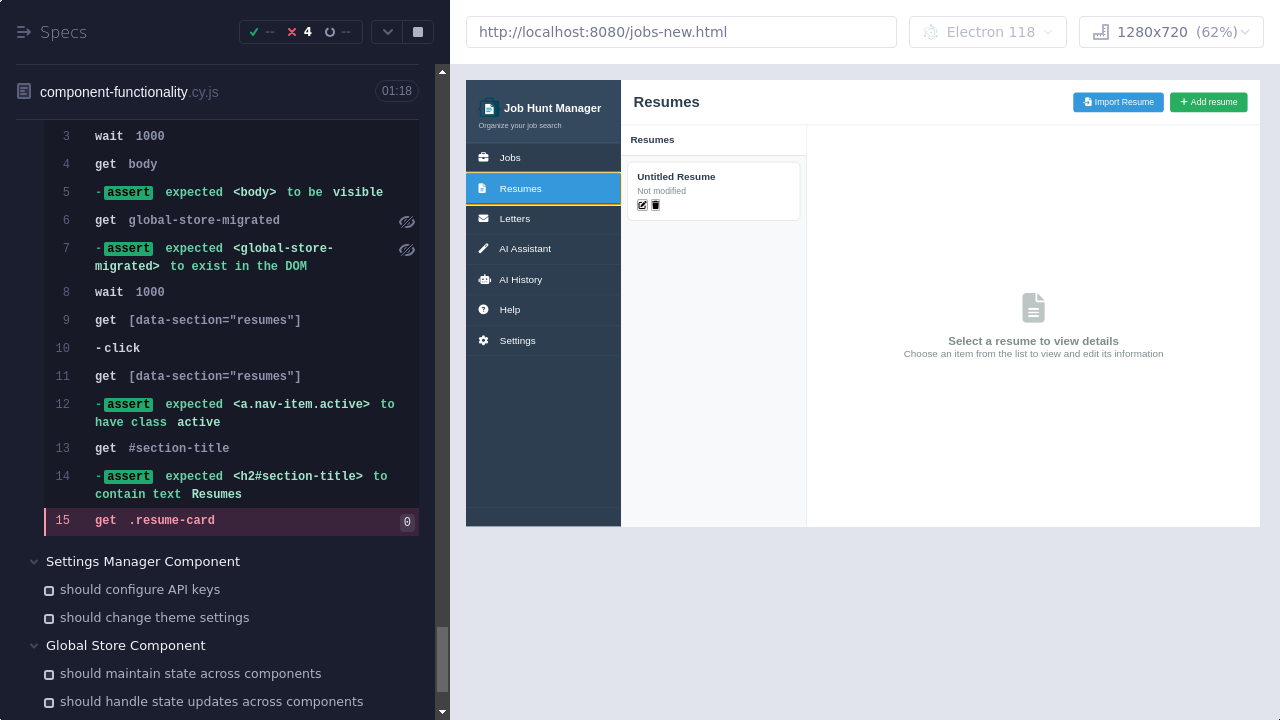 Specs
-- 4 --
http://localhost:8080/jobs-new.html
Electron 118
1280x720 (62%)
component-functionality.cy.js 01:18
3 wait 1000
4 get body
5 -assert expected <body> to be visible
6 get global-store-migrated
7 -assert expected <global-store-
migrated> to exist in the DOM
8 wait 1000
9 get [data-section="resumes"]
10 -click
11 get [data-section="resumes"]
12 -assert expected <a.nav-item.active> to
have class active
13 get #section-title
14 -assert expected <h2#section-title> to
contain text Resumes
15 get .resume-card 0
Settings Manager Component
should configure API keys
should change theme settings
Global Store Component
should maintain state across components
should handle state updates across components
Job Hunt Manager
Organize your job search
Jobs
Resumes
Letters
AI Assistant
AI History
Help
Settings
Resumes
Import Resume
Add resume
Resumes
Untitled Resume
Not modified
Select a resume to view details
Choose an item from the list to view and edit its information